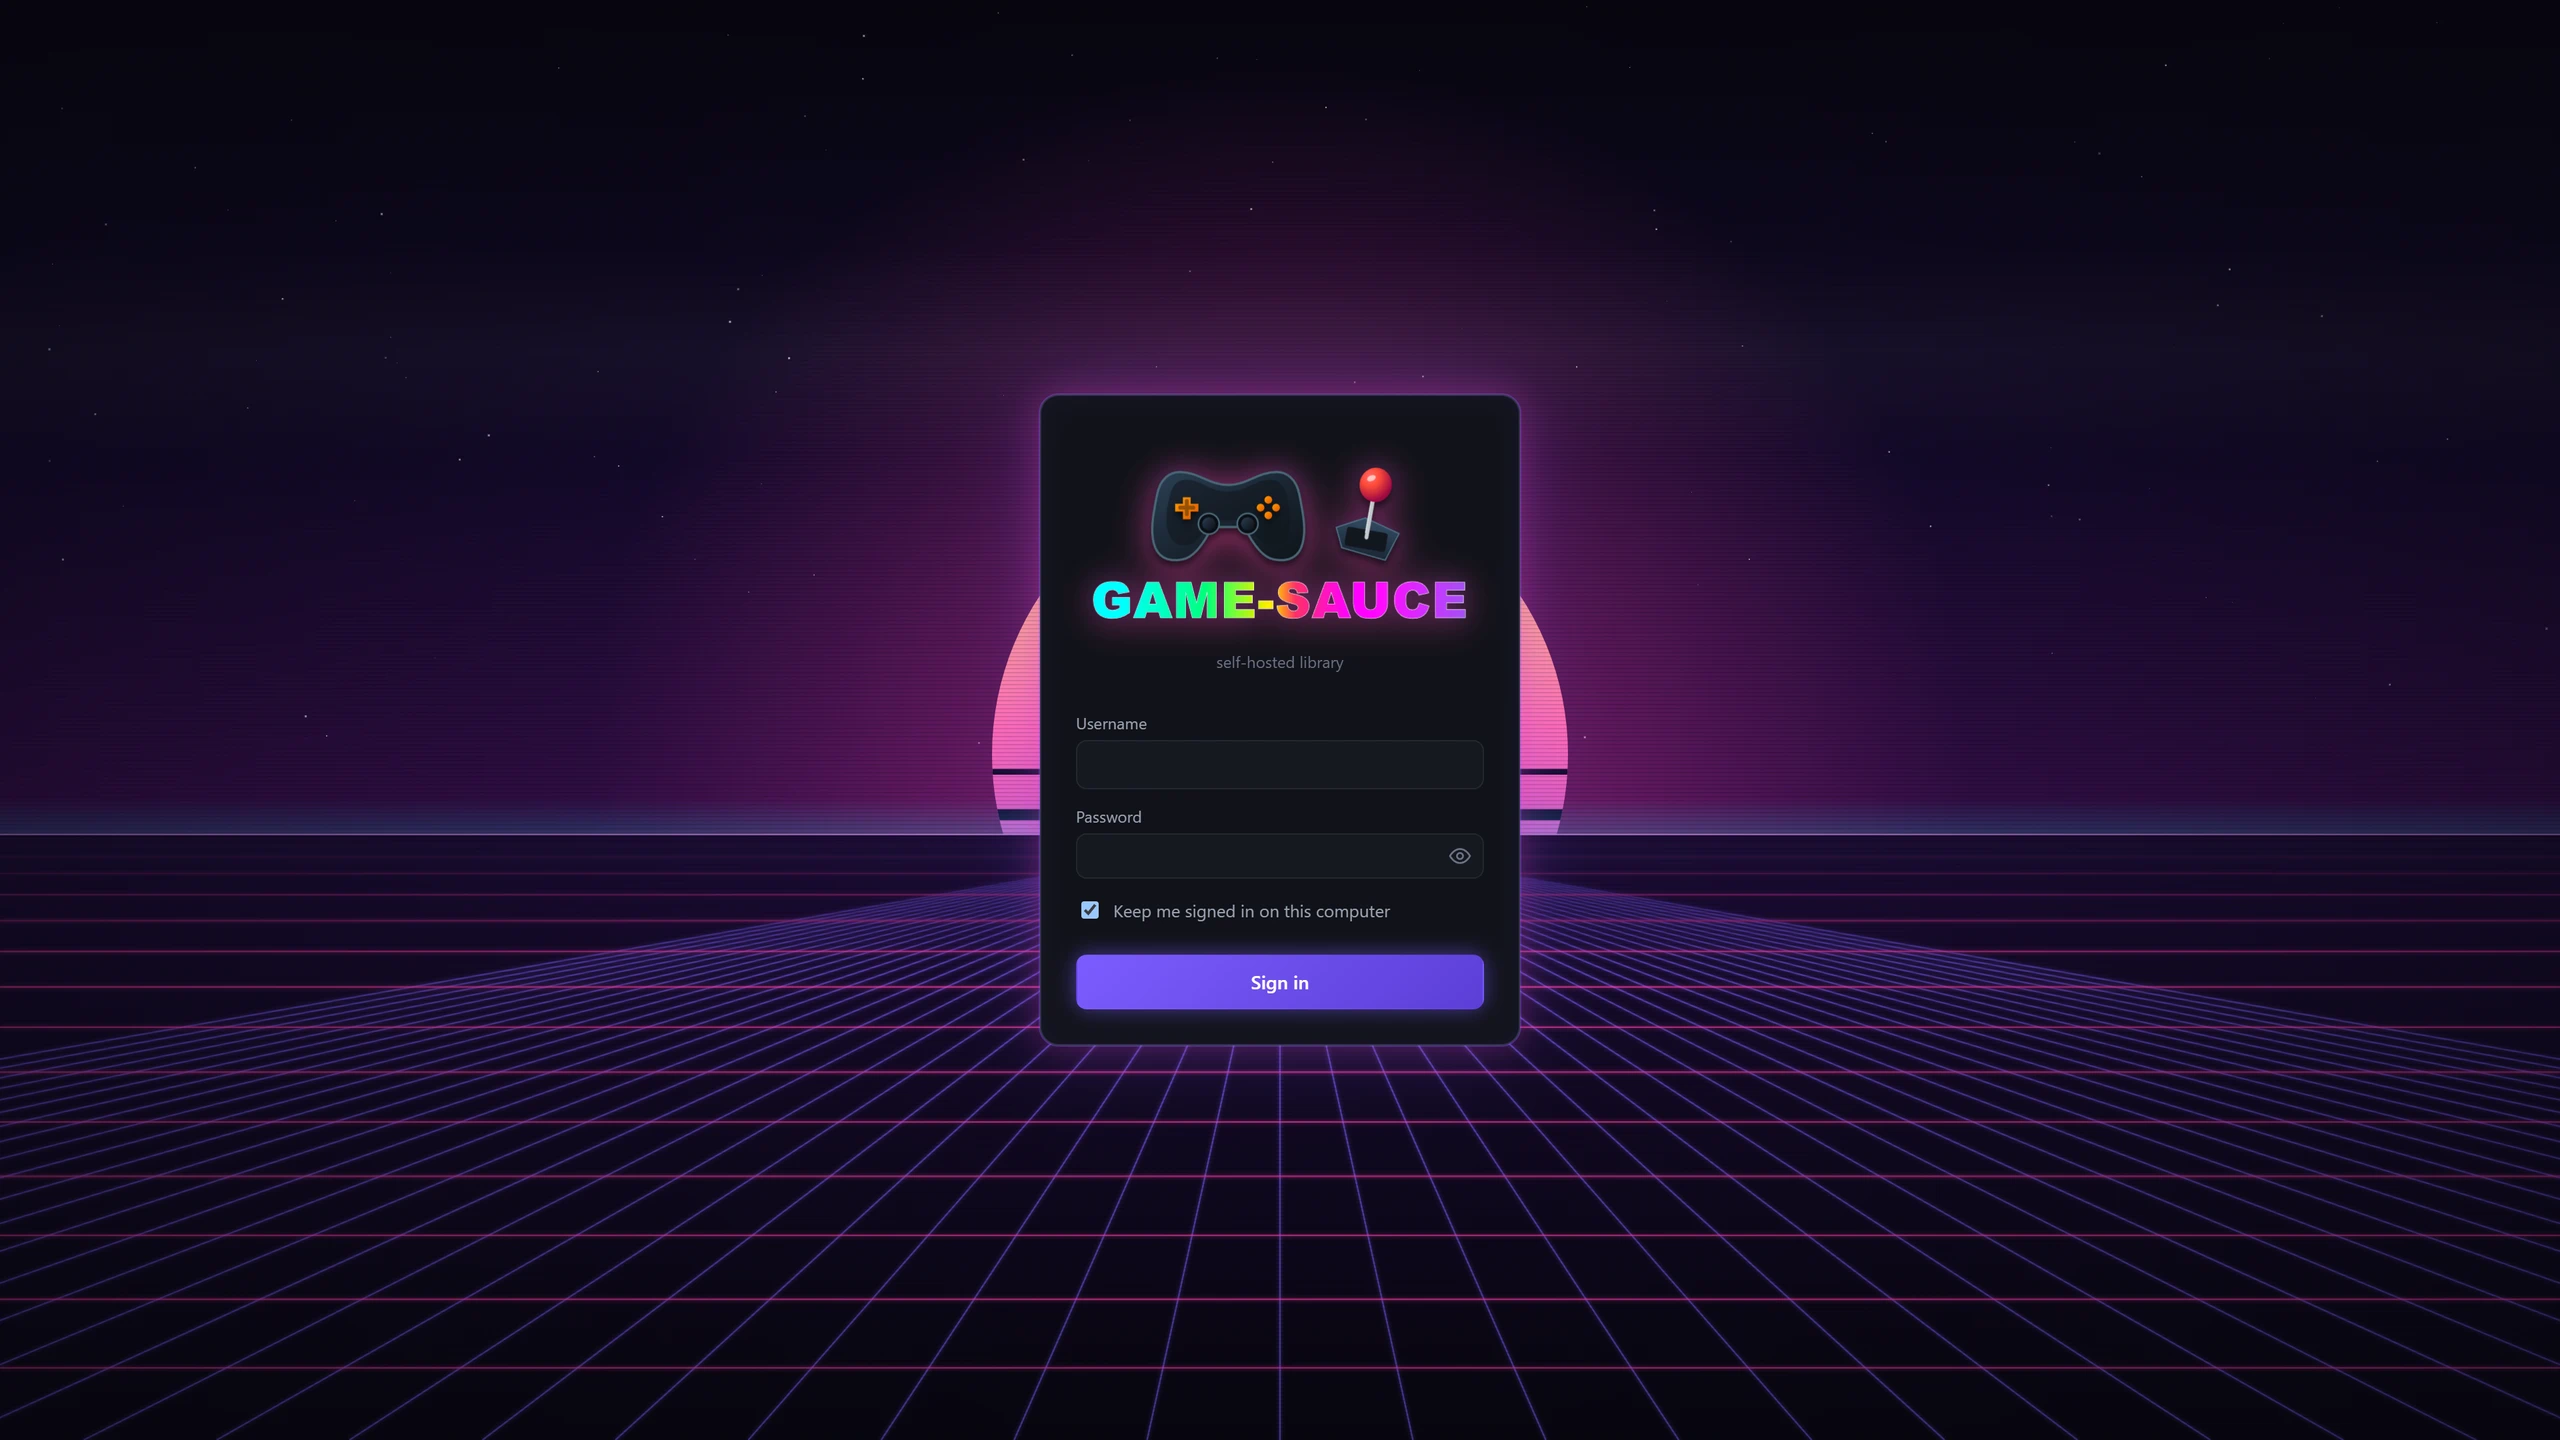 GAME-SAUCE
self-hosted library
Username
Password
Keep me signed in on this computer
Sign in